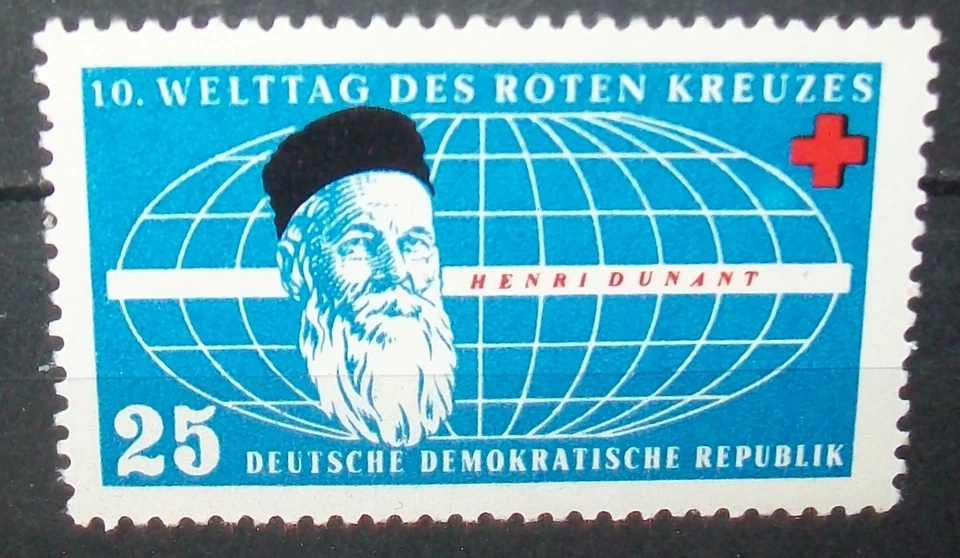 10. WELTTAG DES ROTEN KREUZES
HENRI DUNANT
25
DEUTSCHE DEMOKRATISCHE REPUBLIK